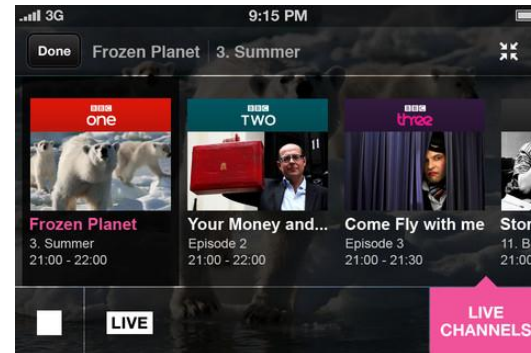 3G
9:15 PM
Done
Frozen Planet
3. Summer
BBC
one
BBC
TWO
BBC
three
11
Frozen Planet
3. Summer
21:00 - 22:00
Your Money and...
Episode 2
21:00 - 22:00
Come Fly with me
Episode 3
21:00 - 21:30
LIVE
LIVE
CHANNELS